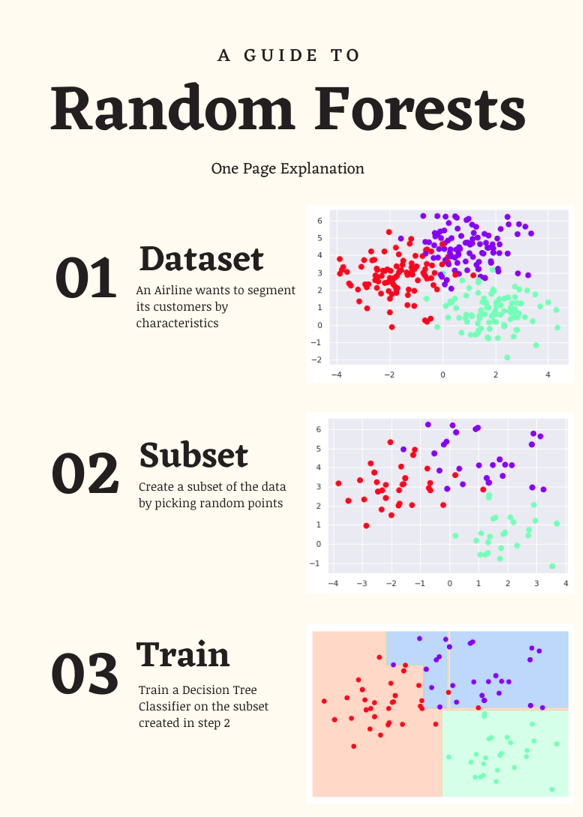 A GUIDE TO
Random Forests
One Page Explanation
01
Dataset
An Airline wants to segment
its customers by
characteristics
6
5
4
3
2
1
0
−1
−2
−4
−2
0
2
4
02
Subset
Create a subset of the data
by picking random points
6
5
4
3
2
1
0
−1
−4
−3
−2
−1
0
1
2
3
4
03
Train
Train a Decision Tree
Classifier on the subset
created in step 2